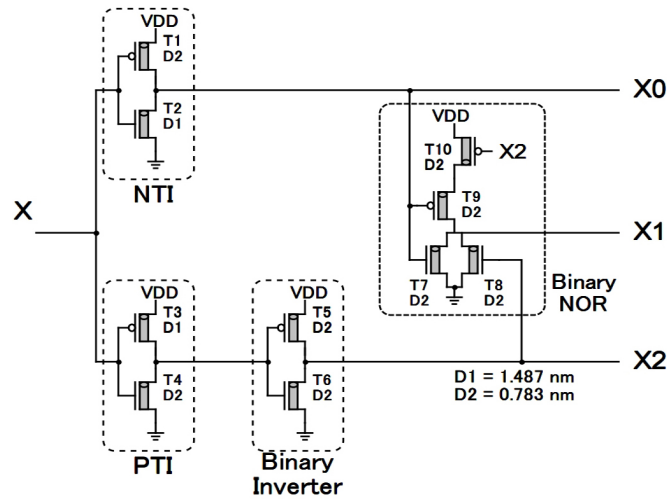 VDD
T1
D2
T2
D1
NTI
X0
VDD
T10
D2
X2
T9
D2
X
X1
T7
D2
T8
D2
Binary
NOR
VDD
T3
D1
T4
D2
PTI
VDD
T5
D2
T6
D2
Binary
Inverter
X2
D1 = 1.487 nm
D2 = 0.783 nm